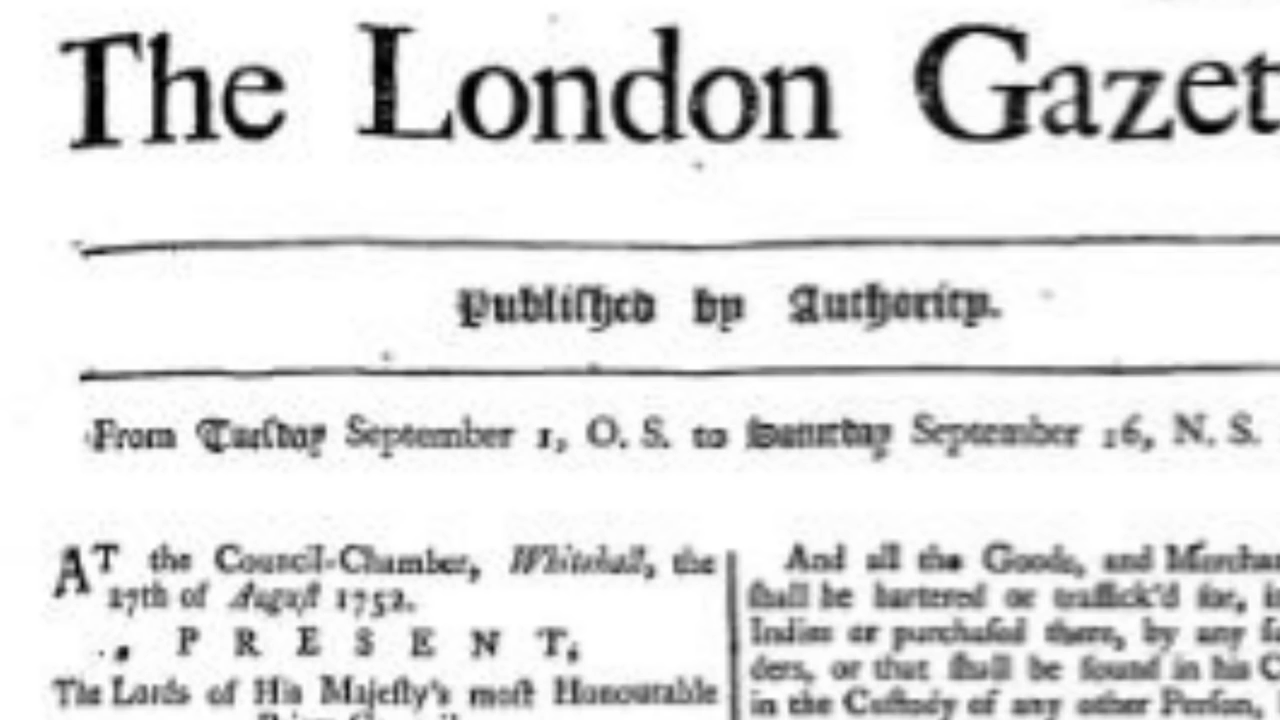 The London Gazet
Publiſhed by Authority.
From Tueſday September 1, O. S. to Saturday September 16, N. S.
AT the Council-Chamber, Whitehall, the
27th of Auguſt 1752.
P R E S E N T,
The Lords of His Majeſty's moſt Honourable
And all the Goods, and Merchan
ſhall be bartered or traffick'd for, in
Indies or purchaſed there, by any
ders, or that ſhall be found in his C
in the Cuſtody of any other Perſon,